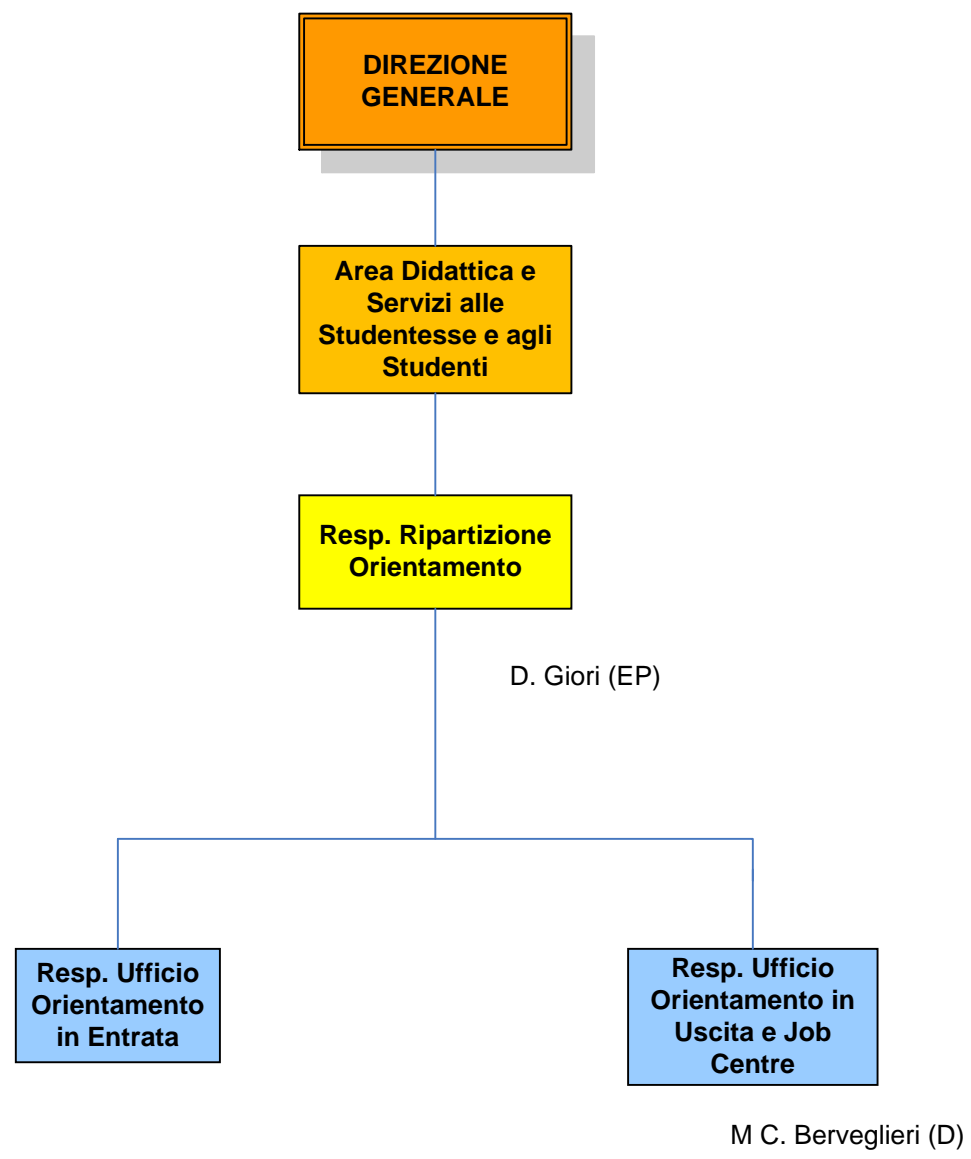 DIREZIONE
GENERALE
Area Didattica e
Servizi alle
Studentesse e agli
Studenti
Resp. Ripartizione
Orientamento
D. Giori (EP)
Resp. Ufficio
Orientamento
in Entrata
Resp. Ufficio
Orientamento in
Uscita e Job
Centre
M C. Berveglieri (D)